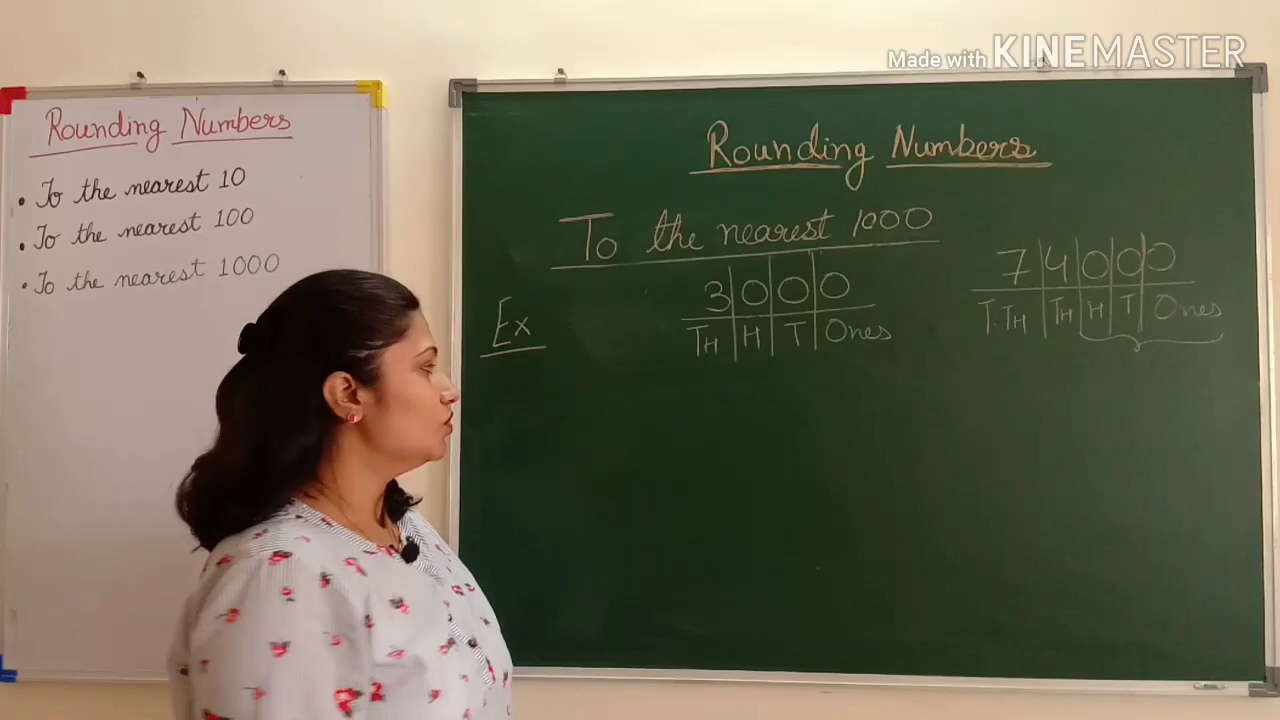 Made with KINEMASTER
Rounding Numbers
• To the nearest 10
• To the nearest 100
• To the nearest 1000
Rounding Numbers
To the nearest 1000
Ex
3 0 0 0
TH H T Ones
7 4 0 0 0
T.TH TH H T Ones